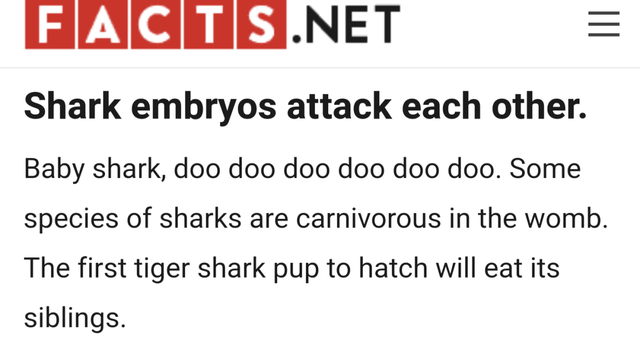 FACTS.NET
Shark embryos attack each other.
Baby shark, doo doo doo doo doo doo. Some
species of sharks are carnivorous in the womb.
The first tiger shark pup to hatch will eat its
siblings.